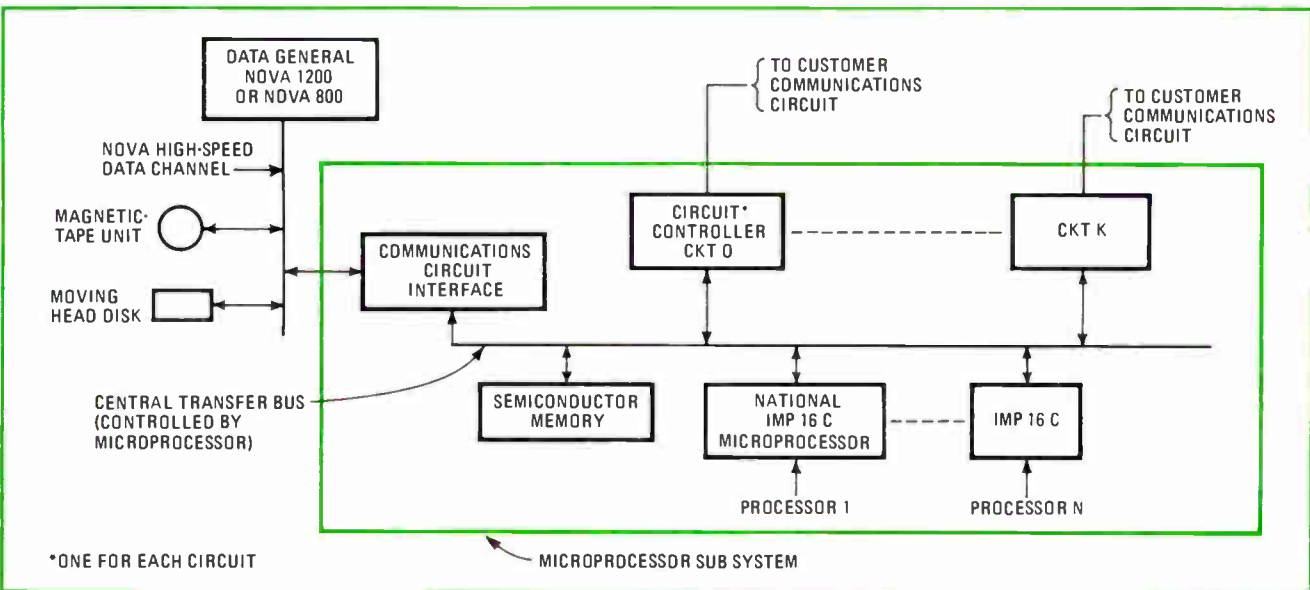 DATA GENERAL
NOVA 1200
OR NOVA 800
TO CUSTOMER
COMMUNICATIONS
CIRCUIT
TO CUSTOMER
COMMUNICATIONS
CIRCUIT
NOVA HIGH-SPEED
DATA CHANNEL
MAGNETIC-
TAPE UNIT
MOVING
HEAD DISK
COMMUNICATIONS
CIRCUIT
INTERFACE
CIRCUIT*
CONTROLLER
CKT 0
CKT K
CENTRAL TRANSFER BUS
(CONTROLLED BY
MICROPROCESSOR)
SEMICONDUCTOR
MEMORY
NATIONAL
IMP 16 C
MICROPROCESSOR
IMP 16 C
PROCESSOR 1
PROCESSOR N
*ONE FOR EACH CIRCUIT
MICROPROCESSOR SUB SYSTEM